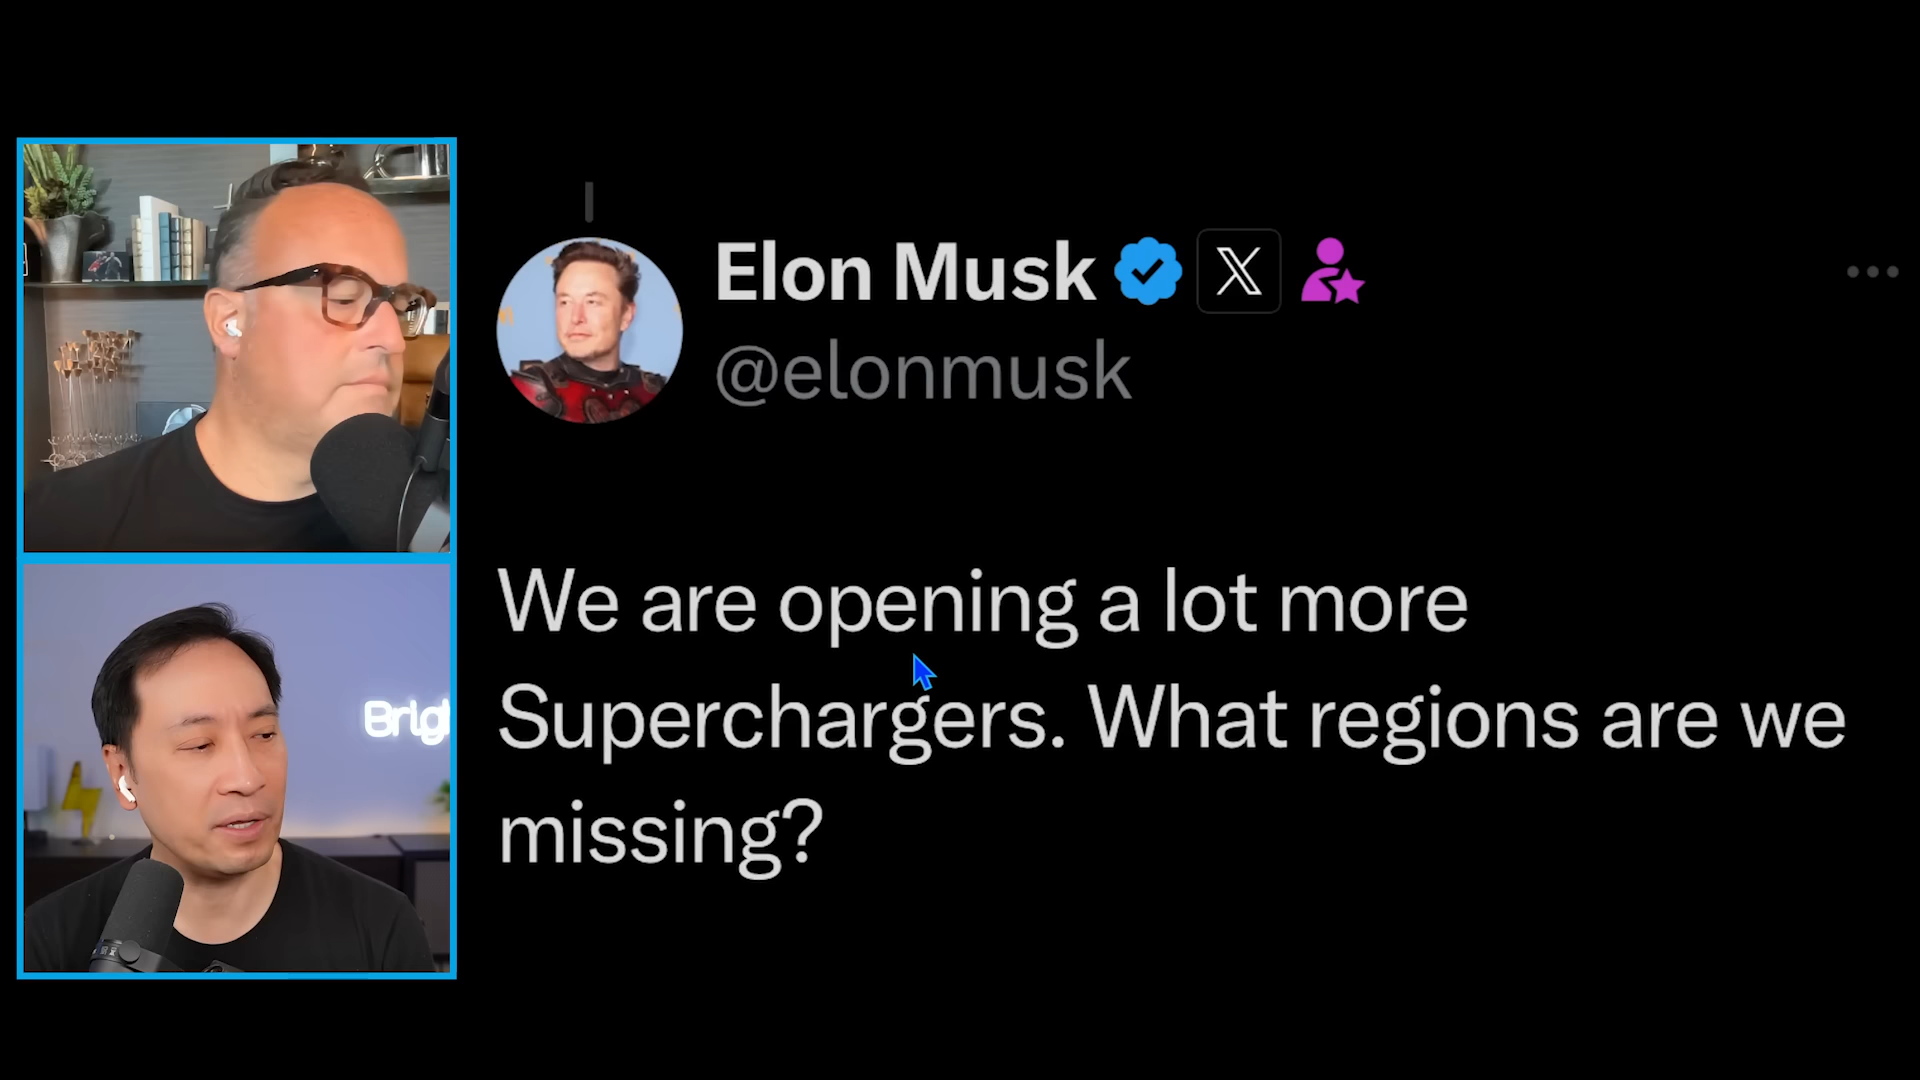 Elon Musk
@elonmusk
We are opening a lot more
Superchargers. What regions are we
missing?